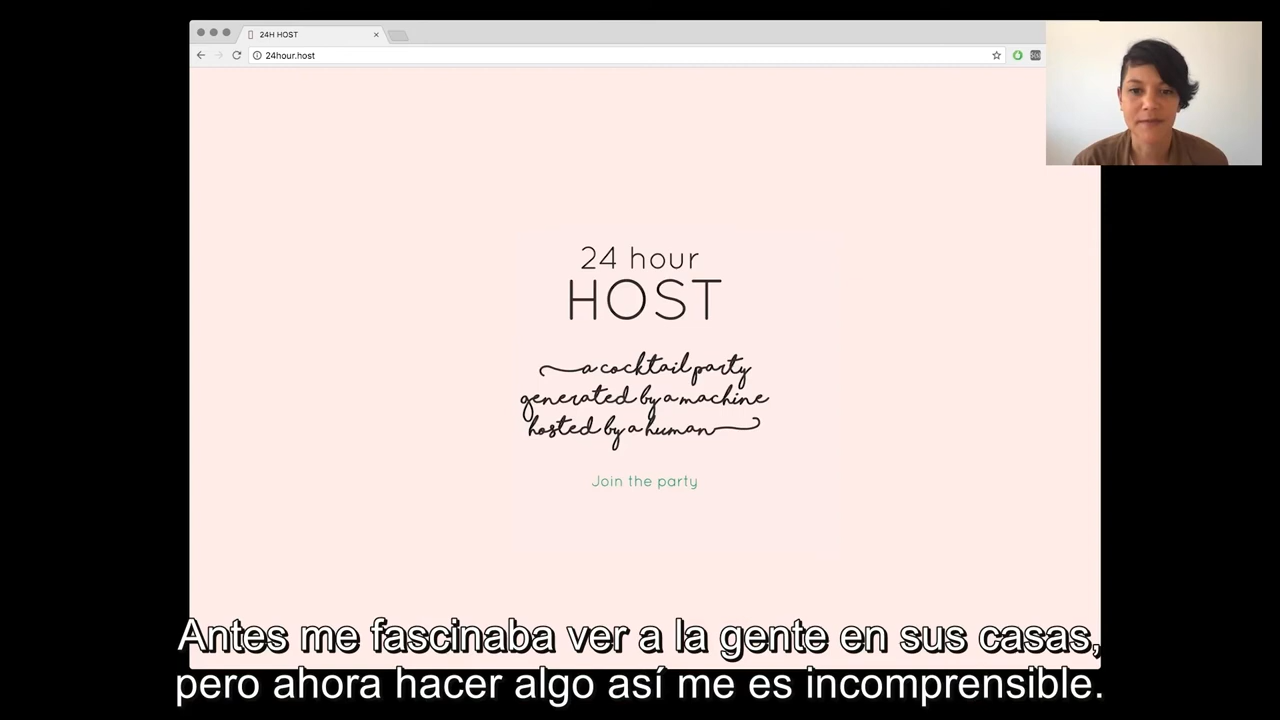 24H HOST
24hour.host
24 hour
HOST
a cocktail party
generated by a machine
hosted by a human
Join the party
Antes me fascinaba ver a la gente en sus casas,
pero ahora hacer algo así me es incomprensible.